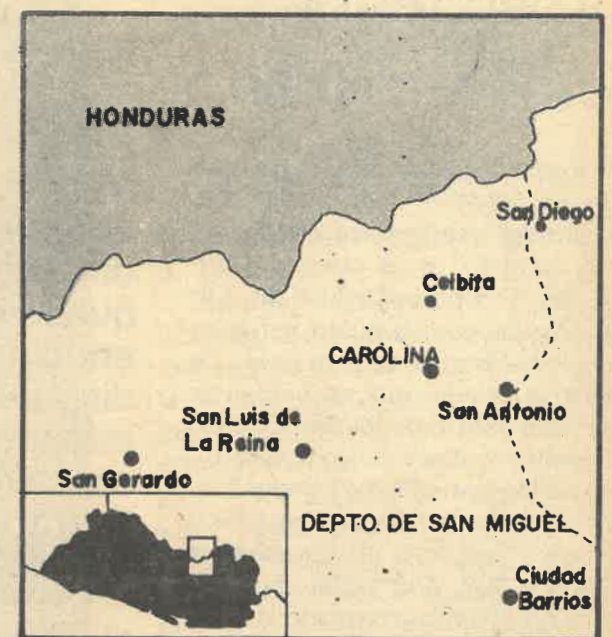 HONDURAS
San Diego
Ceibita
CAROLINA
San Antonio
San Luis de
La Reina
San Gerardo
DEPTO. DE SAN MIGUEL
Ciudad
Barrios